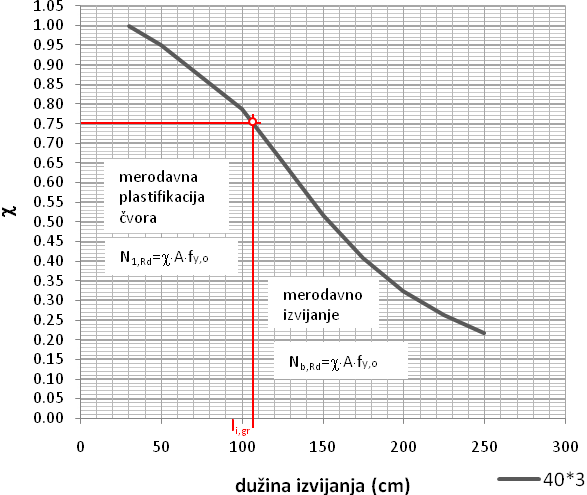 1.05
1.00
0.95
0.90
0.85
0.80
0.75
0.70
0.65
0.60
0.55
0.50
0.45
0.40
0.35
0.30
0.25
0.20
0.15
0.10
0.05
0.00
χ
merodavna
plastifikacija
čvora
N1,Rd=χ·A·fy,o
merodavno
izvijanje
Nb,Rd=χ·A·fy,o
li,gr
0 50 100 150 200 250 300
dužina izvijanja (cm)
40*3